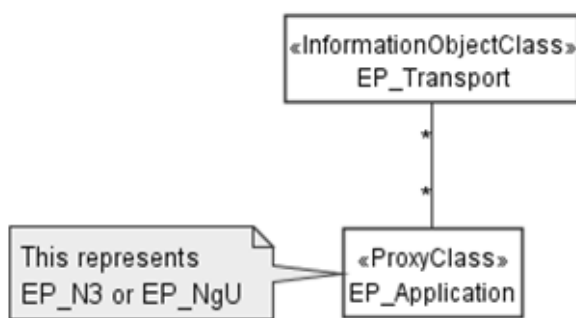 «InformationObjectClass»
EP_Transport
*
*
This represents
EP_N3 or EP_NgU
«ProxyClass»
EP_Application